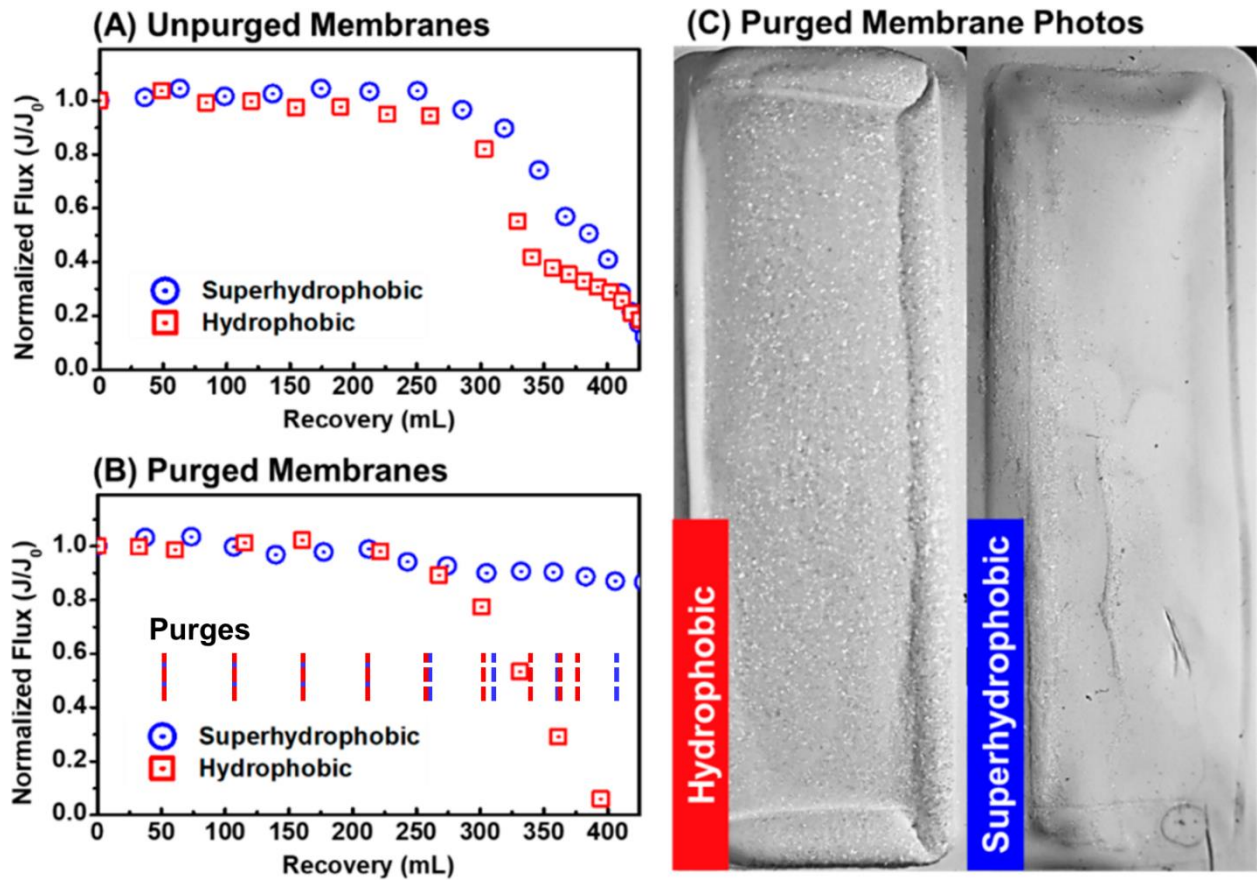 (A) Unpurged Membranes
Normalized Flux (J/J0)
1.0
0.8
0.6
0.4
0.2
0.0
Superhydrophobic
Hydrophobic
0 50 100 150 200 250 300 350 400
Recovery (mL)
(B) Purged Membranes
Normalized Flux (J/J0)
1.0
0.8
0.6
0.4
0.2
0.0
Purges
Superhydrophobic
Hydrophobic
0 50 100 150 200 250 300 350 400
Recovery (mL)
(C) Purged Membrane Photos
Hydrophobic
Superhydrophobic